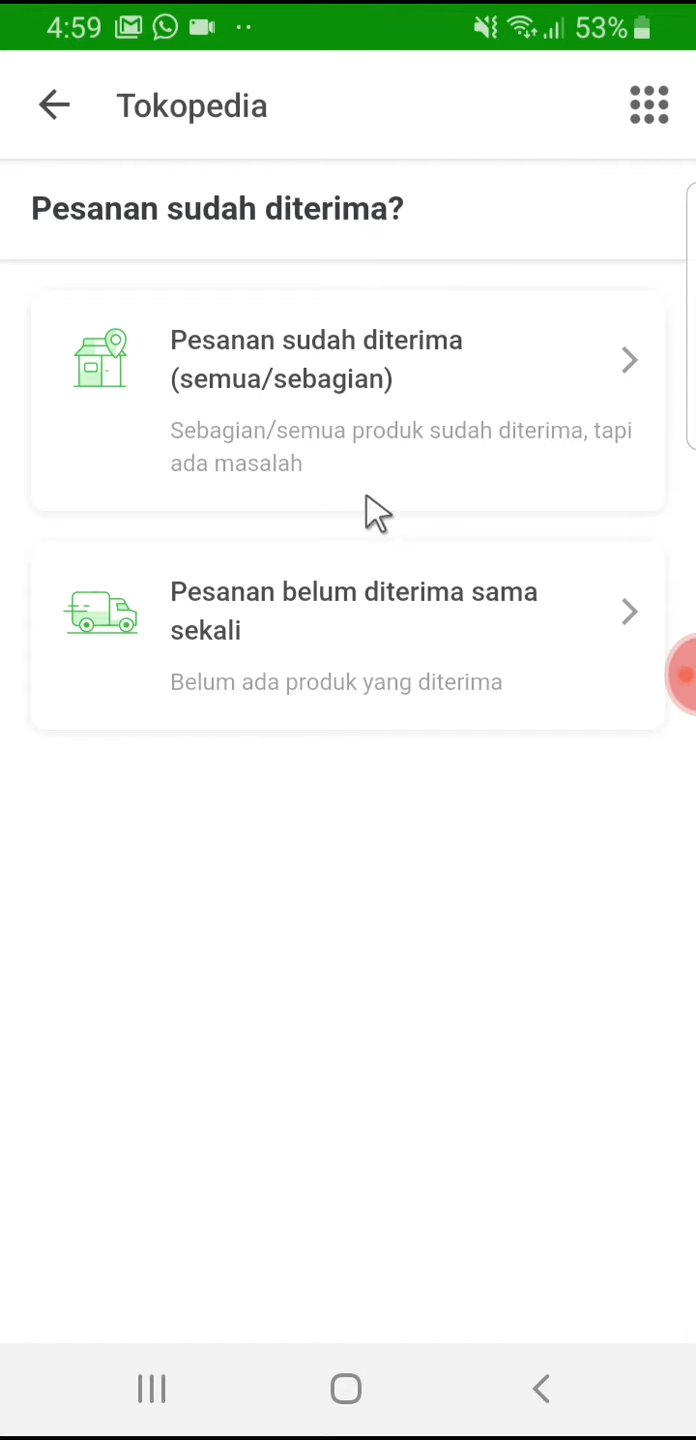 4:59
53%
Tokopedia
Pesanan sudah diterima?
Pesanan sudah diterima
(semua/sebagian)
Sebagian/semua produk sudah diterima, tapi
ada masalah
Pesanan belum diterima sama
sekali
Belum ada produk yang diterima